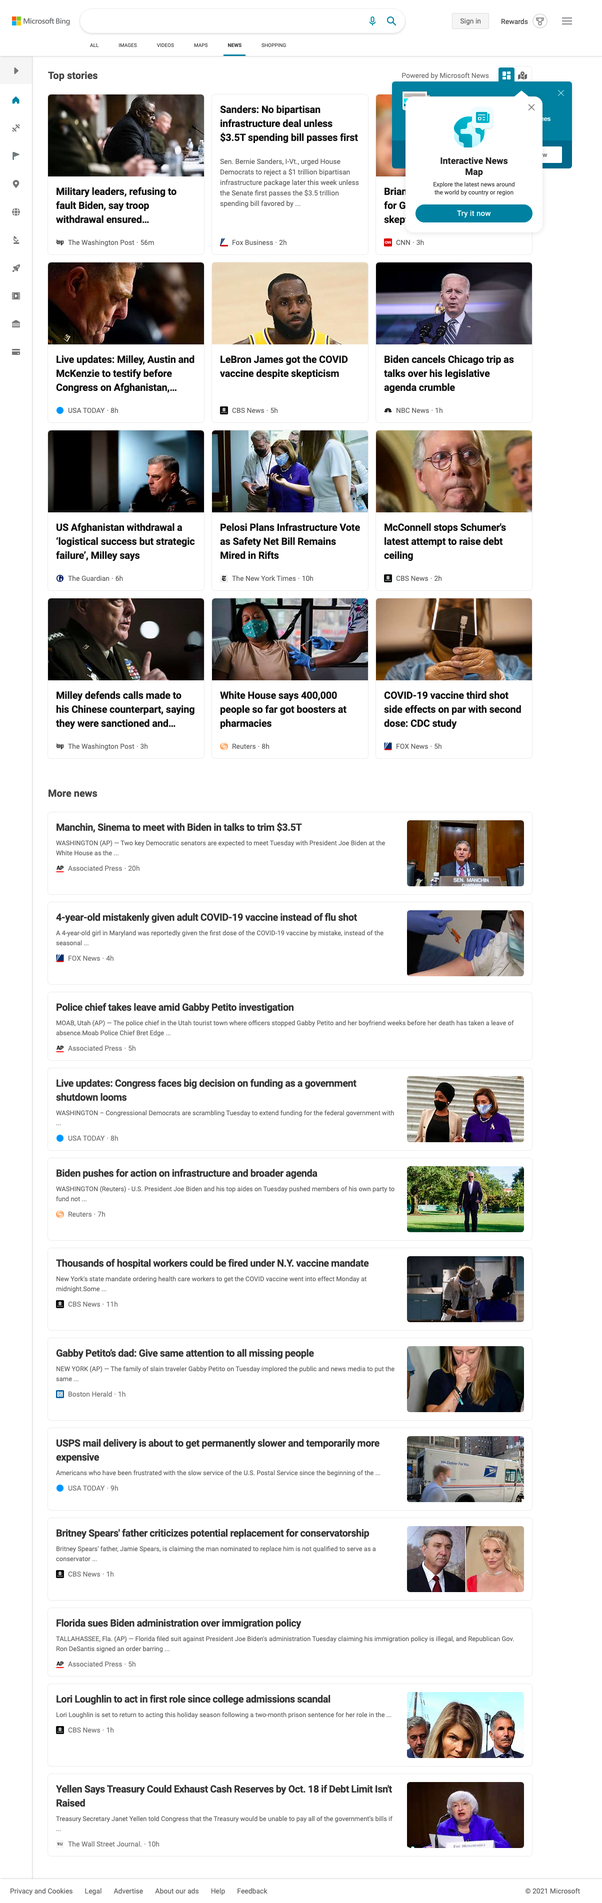 Microsoft Bing
Sign in
Rewards
ALL IMAGES VIDEOS MAPS NEWS SHOPPING
Top stories
Powered by Microsoft News
Interactive News
Map
Explore the latest news around
the world by country or region
Try it now
Military leaders, refusing to
fault Biden, say troop
withdrawal ensured...
The Washington Post · 56m
Sanders: No bipartisan
infrastructure deal unless
$3.5T spending bill passes first
Sen. Bernie Sanders, I-Vt., urged House
Democrats to reject a $1 trillion bipartisan
infrastructure package later this week unless
the Senate first passes the $3.5 trillion
spending bill favored by ...
Fox Business · 2h
Brian
for G
skep
CNN · 3h
Live updates: Milley, Austin and
McKenzie to testify before
Congress on Afghanistan,...
USA TODAY · 8h
LeBron James got the COVID
vaccine despite skepticism
CBS News · 5h
Biden cancels Chicago trip as
talks over his legislative
agenda crumble
NBC News · 1h
US Afghanistan withdrawal a
‘logistical success but strategic
failure’, Milley says
The Guardian · 6h
Pelosi Plans Infrastructure Vote
as Safety Net Bill Remains
Mired in Rifts
The New York Times · 10h
McConnell stops Schumer's
latest attempt to raise debt
ceiling
CBS News · 2h
Milley defends calls made to
his Chinese counterpart, saying
they were sanctioned and...
The Washington Post · 3h
White House says 400,000
people so far got boosters at
pharmacies
Reuters · 8h
COVID-19 vaccine third shot
side effects on par with second
dose: CDC study
FOX News · 5h
More news
Manchin, Sinema to meet with Biden in talks to trim $3.5T
WASHINGTON (AP) — Two key Democratic senators are expected to meet Tuesday with President Joe Biden at the
White House as the ...
Associated Press · 20h
SEN. MANCHIN
4-year-old mistakenly given adult COVID-19 vaccine instead of flu shot
A 4-year-old girl in Maryland was reportedly given the first dose of the COVID-19 vaccine by mistake, instead of the
seasonal ...
FOX News · 4h
Police chief takes leave amid Gabby Petito investigation
MOAB, Utah (AP) — The police chief in the Utah tourist town where officers stopped Gabby Petito and her boyfriend weeks before her death has taken a leave of
absence.Moab Police Chief Bret Edge ...
Associated Press · 5h
Live updates: Congress faces big decision on funding as a government
shutdown looms
WASHINGTON – Congressional Democrats are scrambling Tuesday to extend funding for the federal government with
...
USA TODAY · 8h
Biden pushes for action on infrastructure and broader agenda
WASHINGTON (Reuters) - U.S. President Joe Biden and his top aides on Tuesday pushed members of his own party to
fund not ...
Reuters · 7h
Thousands of hospital workers could be fired under N.Y. vaccine mandate
New York's state mandate ordering health care workers to get the COVID vaccine went into effect Monday at
midnight.Some ...
CBS News · 11h
Gabby Petito's dad: Give same attention to all missing people
NEW YORK (AP) — The family of slain traveler Gabby Petito on Tuesday implored the public and news media to put the
same ...
Boston Herald · 1h
USPS mail delivery is about to get permanently slower and temporarily more
expensive
Americans who have been frustrated with the slow service of the U.S. Postal Service since the beginning of the ...
USA TODAY · 9h
Britney Spears' father criticizes potential replacement for conservatorship
Britney Spears' father, Jamie Spears, is claiming the man nominated to replace him is not qualified to serve as a
conservator ...
CBS News · 1h
Florida sues Biden administration over immigration policy
TALLAHASSEE, Fla. (AP) — Florida filed suit against President Joe Biden's administration Tuesday claiming his immigration policy is illegal, and Republican Gov.
Ron DeSantis signed an order barring ...
Associated Press · 5h
Lori Loughlin to act in first role since college admissions scandal
Lori Loughlin is set to return to acting this holiday season following a two-month prison sentence for her role in the ...
CBS News · 1h
Yellen Says Treasury Could Exhaust Cash Reserves by Oct. 18 if Debt Limit Isn't
Raised
Treasury Secretary Janet Yellen told Congress that the Treasury would be unable to pay all of the government's bills if
...
The Wall Street Journal. · 10h
Privacy and Cookies Legal Advertise About our ads Help Feedback
© 2021 Microsoft